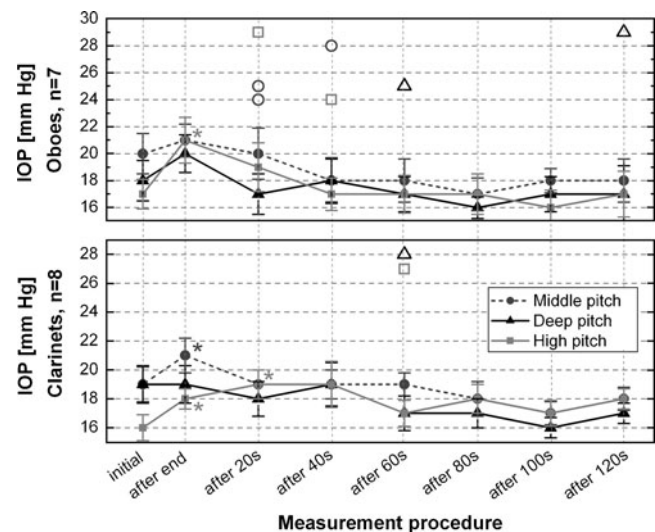 IOP [mm Hg]
Oboes, n=7
30
28
26
24
22
20
18
16
*
IOP [mm Hg]
Clarinets, n=8
28
26
24
22
20
18
16
*
*
*
Middle pitch
Deep pitch
High pitch
initial
after end
after 20s
after 40s
after 60s
after 80s
after 100s
after 120s
Measurement procedure